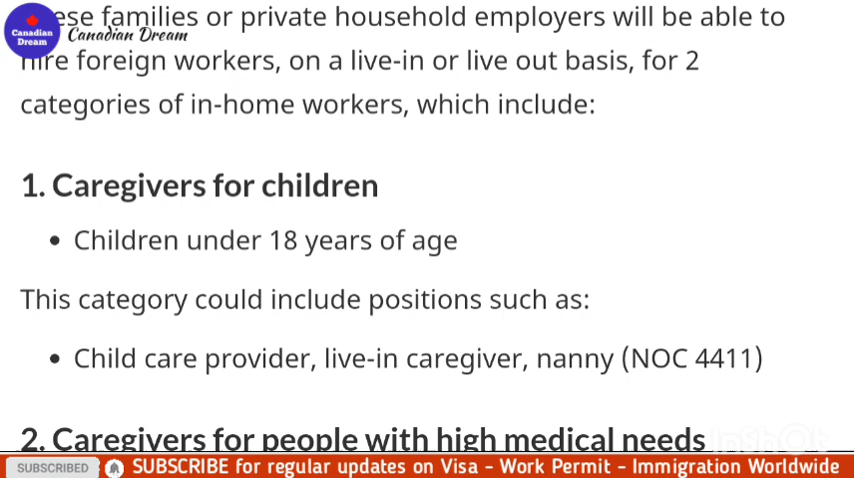 ese families or private household employers will be able to
Canadian Dream
Canadian Dream
hire foreign workers, on a live-in or live out basis, for 2
categories of in-home workers, which include:
1. Caregivers for children
• Children under 18 years of age
This category could include positions such as:
• Child care provider, live-in caregiver, nanny (NOC 4411)
2. Caregivers for people with high medical needs
InShOt
SUBSCRIBED SUBSCRIBE for regular updates on Visa - Work Permit - Immigration Worldwide